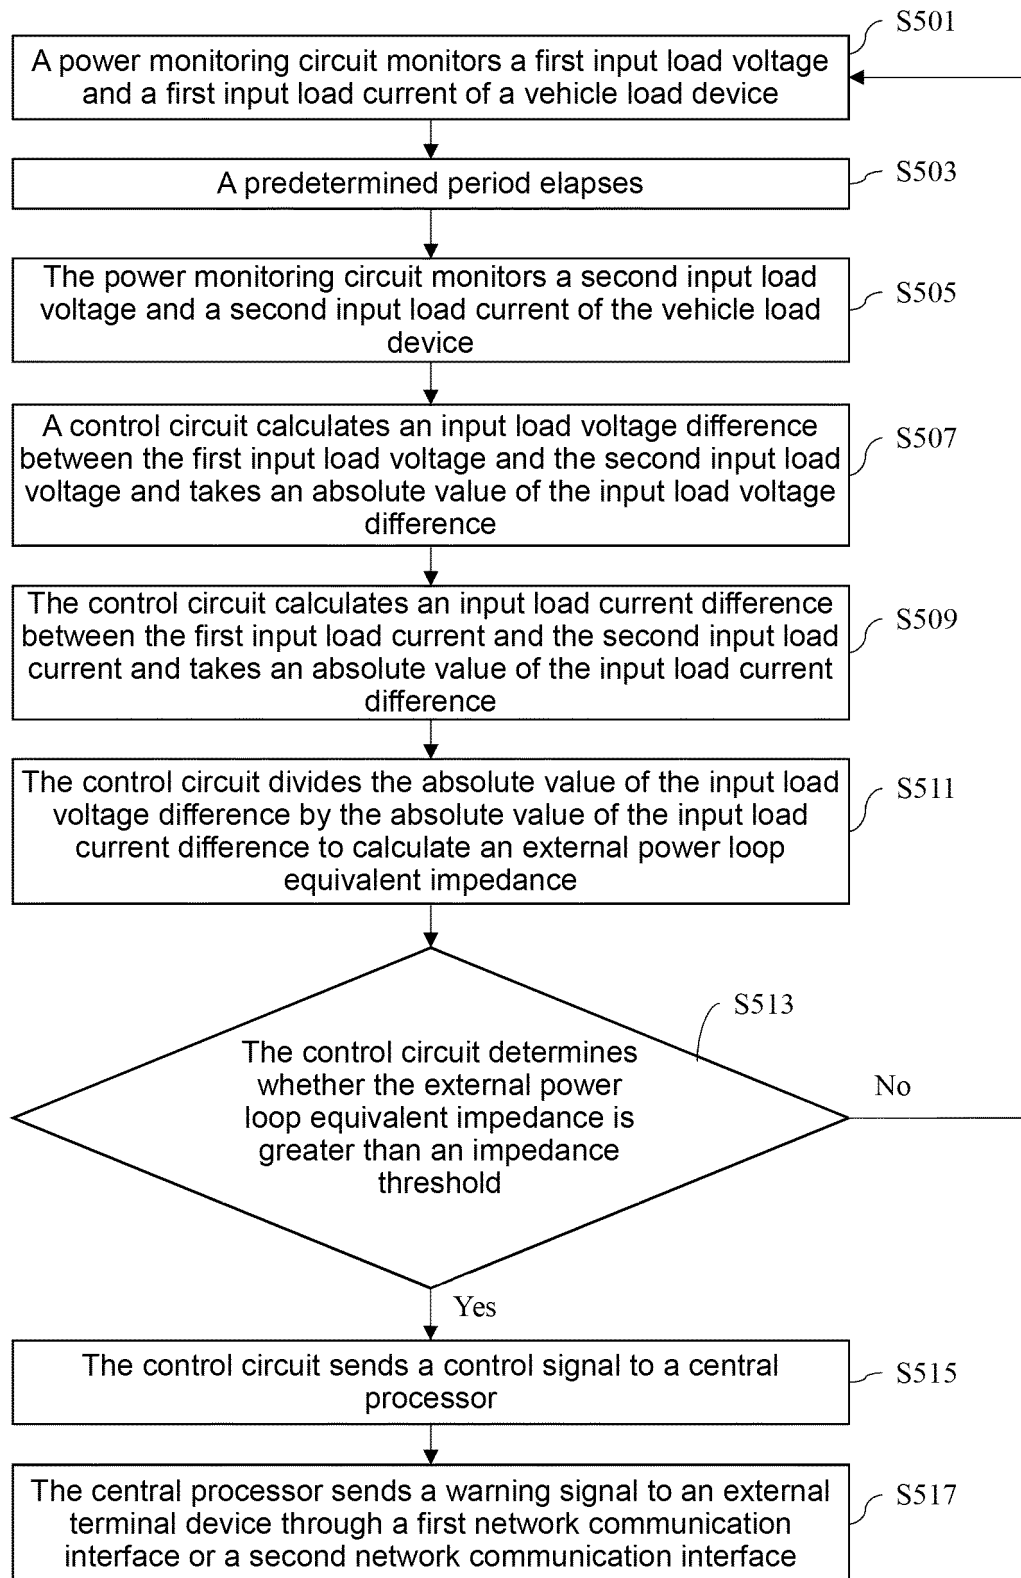 S501
A power monitoring circuit monitors a first input load voltage
and a first input load current of a vehicle load device
A predetermined period elapses
S503
The power monitoring circuit monitors a second input load
voltage and a second input load current of the vehicle load
device
S505
A control circuit calculates an input load voltage difference
between the first input load voltage and the second input load
voltage and takes an absolute value of the input load voltage
difference
S507
The control circuit calculates an input load current difference
between the first input load current and the second input load
current and takes an absolute value of the input load current
difference
S509
The control circuit divides the absolute value of the input load
voltage difference by the absolute value of the input load
current difference to calculate an external power loop
equivalent impedance
S511
S513
The control circuit determines
whether the external power
loop equivalent impedance is
greater than an impedance
threshold
No
Yes
The control circuit sends a control signal to a central
processor
S515
The central processor sends a warning signal to an external
terminal device through a first network communication
interface or a second network communication interface
S517